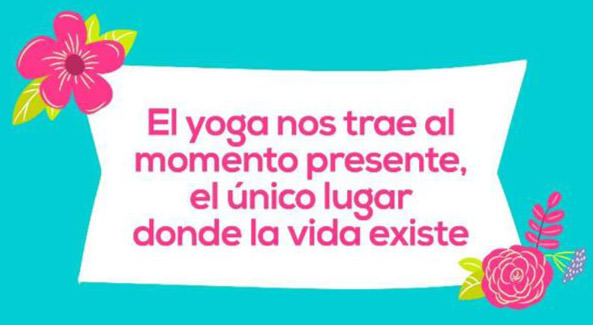 El yoga nos trae al
momento presente,
el único lugar
donde la vida existe